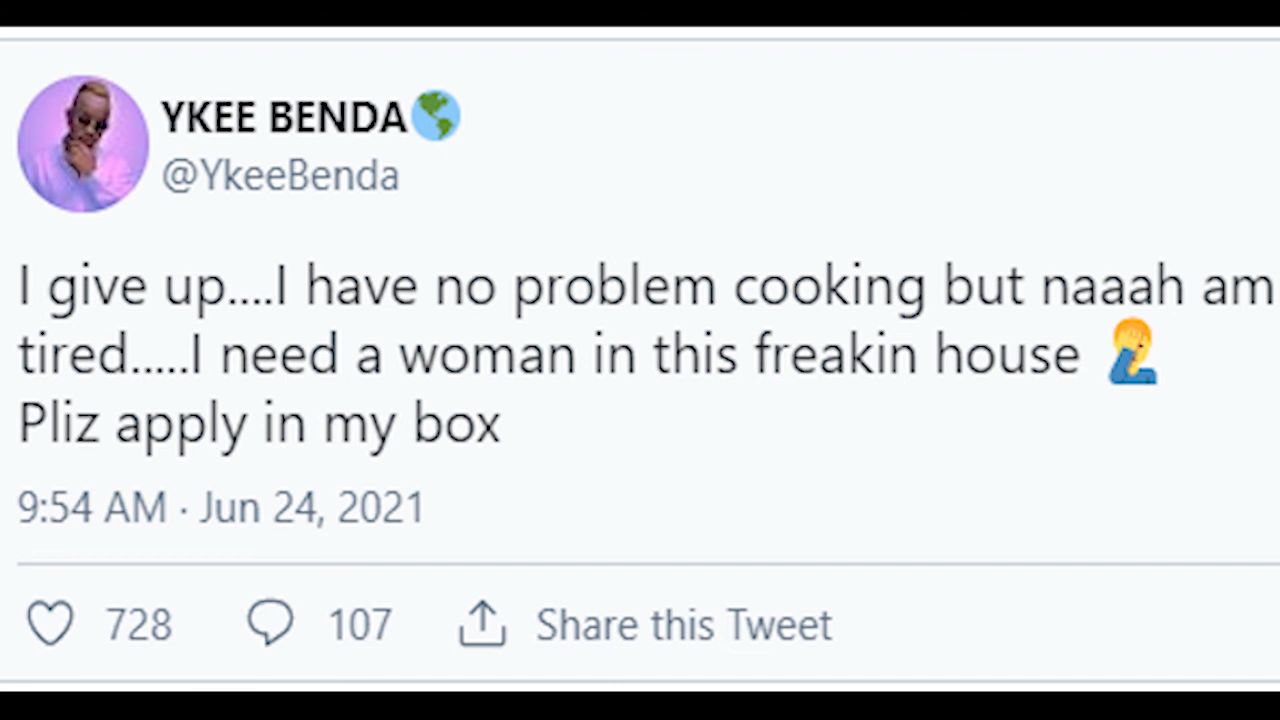 YKEE BENDA🌎
@YkeeBenda
I give up....I have no problem cooking but naaah am
tired.....I need a woman in this freakin house 🤦‍♂️
Pliz apply in my box
9:54 AM · Jun 24, 2021
728 107 Share this Tweet